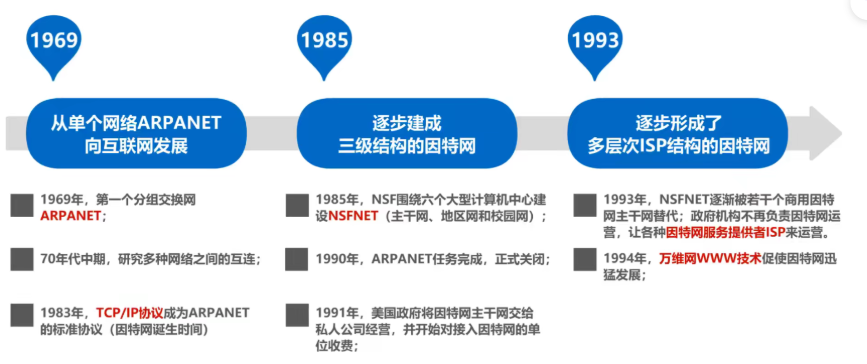 1969
1985
1993
从单个网络ARPANET
向互联网发展
逐步建成
三级结构的因特网
逐步形成了
多层次ISP结构的因特网
1969年，第一个分组交换网
ARPANET；
70年代中期，研究多种网络之间的互连；
1983年，TCP/IP协议成为ARPANET
的标准协议（因特网诞生时间）
1985年，NSF围绕六个大型计算机中心建
设NSFNET（主干网、地区网和校园网）；
1990年，ARPANET任务完成，正式关闭；
1991年，美国政府将因特网主干网交给
私人公司经营，并开始对接入因特网的单
位收费；
1993年，NSFNET逐渐被若干个商用因特
网主干网替代；政府机构不再负责因特网运
营，让各种因特网服务提供者ISP来运营。
1994年，万维网WWW技术促使因特网迅
猛发展；